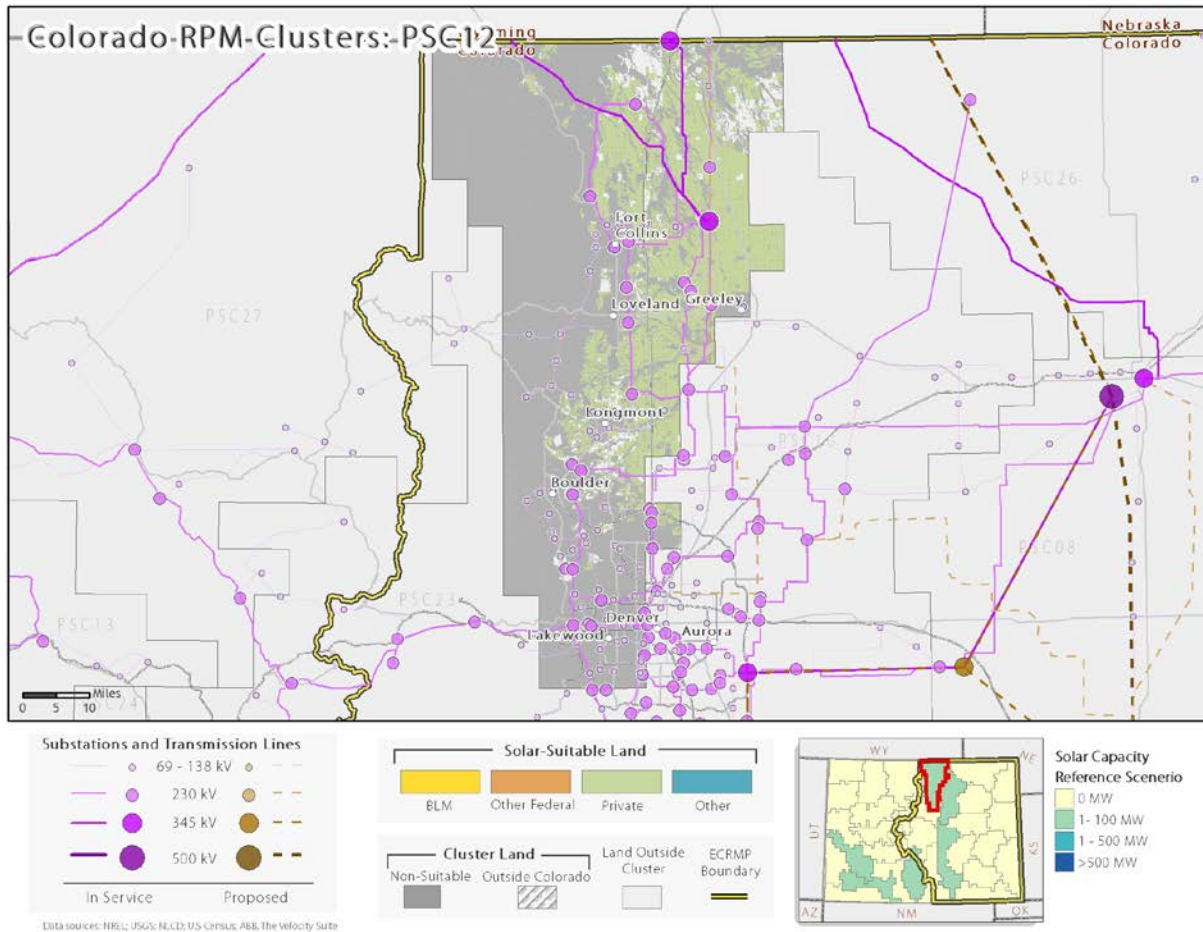 Colorado RPM Clusters: PSC12
Wyoming
Colorado
Nebraska
Colorado
PSC26
Fort
Collins
Loveland
Greeley
PSC27
Longmont
Boulder
PSC08
PSC23
Denver
Lakewood
Aurora
PSC13
PSC24
Miles
0 5 10
Substations and Transmission Lines
69 - 138 kV
230 kV
345 kV
500 kV
In Service Proposed
Solar-Suitable Land
BLM Other Federal Private Other
Cluster Land
Non-Suitable Outside Colorado
Land Outside
Cluster
ECRMP
Boundary
WY NE
UT KS
AZ NM OK
Solar Capacity
Reference Scenerio
0 MW
1- 100 MW
1 - 500 MW
>500 MW
Data sources: NREL; USGS; NLCD; U.S Census; ABB, The Velocity Suite